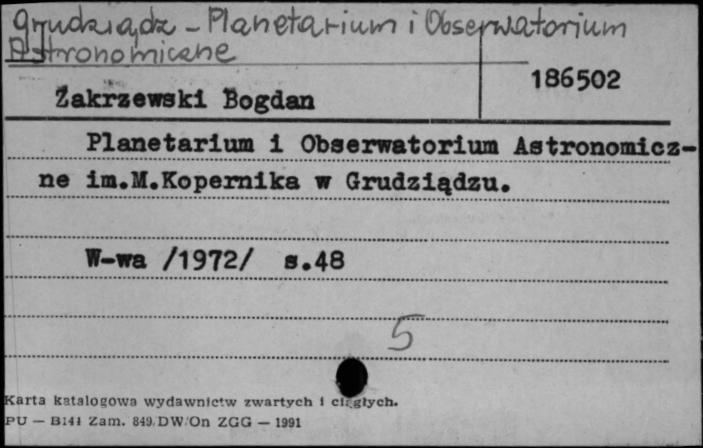 Grudziądz - Planetarium i Obserwatorium
Astronomiczne
186502
Zakrzewski Bogdan
Planetarium i Obserwatorium Astronomicz-
ne im.M.Kopernika w Grudziądzu.
W-wa /1972/ s.48
5
Karta katalogowa wydawnictw zwartych i ciągłych.
PU — B141 Zam. 849/DW/On ZGG — 1991